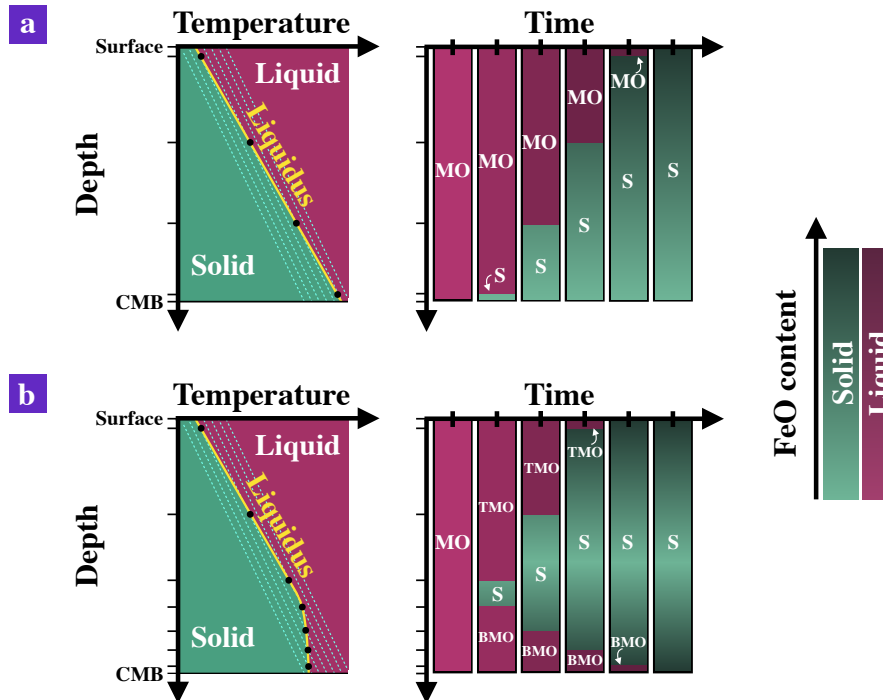 a
Temperature
Time
Surface
Liquid
Liquidus
Solid
Depth
CMB
MO
MO
S
MO
S
MO
S
MO
S
S
FeO content
Solid
Liquid
b
Temperature
Time
Surface
Liquid
Liquidus
Solid
Depth
CMB
MO
TMO
S
BMO
TMO
S
BMO
TMO
S
BMO
S
BMO
S